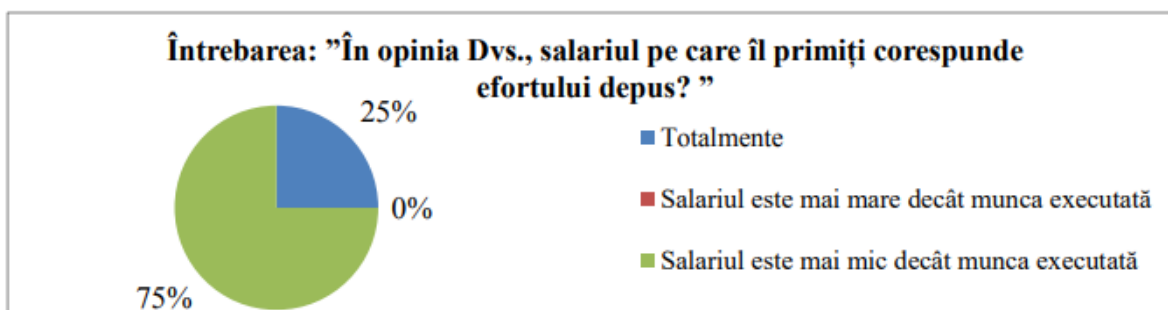 Întrebarea: ”În opinia Dvs., salariul pe care îl primiți corespunde
efortului depus? ”
25%
Totalmente
Salariul este mai mare decât munca executată
0%
Salariul este mai mic decât munca executată
75%